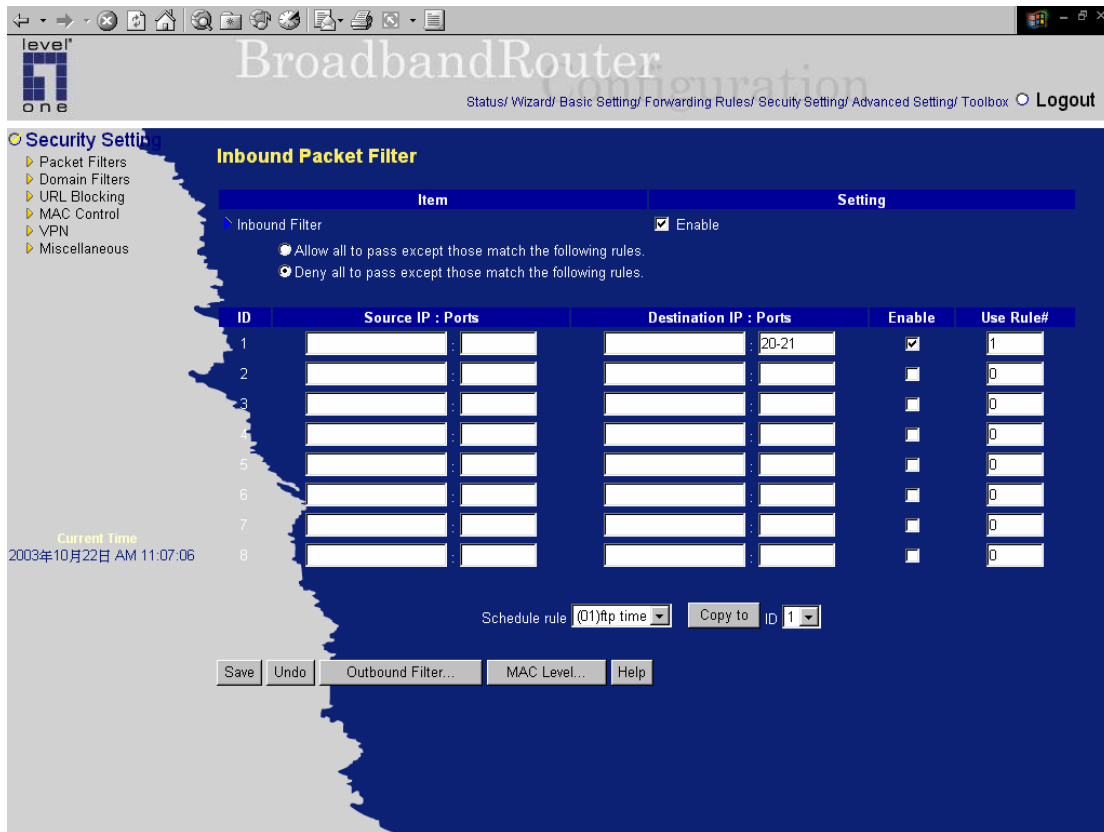 level one
BroadbandRouter
Configuration
Status/ Wizard/ Basic Setting/ Forwarding Rules/ Secuity Setting/ Advanced Setting/ Toolbox Logout
Security Setting
Packet Filters
Domain Filters
URL Blocking
MAC Control
VPN
Miscellaneous
Current Time
2003年10月22日 AM 11:07:06
Inbound Packet Filter
Item Setting
Inbound Filter Enable
Allow all to pass except those match the following rules.
Deny all to pass except those match the following rules.
ID Source IP : Ports Destination IP : Ports Enable Use Rule#
1 : : 20-21 1
2 : : 0
3 : : 0
4 : : 0
5 : : 0
6 : : 0
7 : : 0
8 : : 0
Schedule rule (01)ftp time Copy to ID 1
Save Undo Outbound Filter... MAC Level... Help